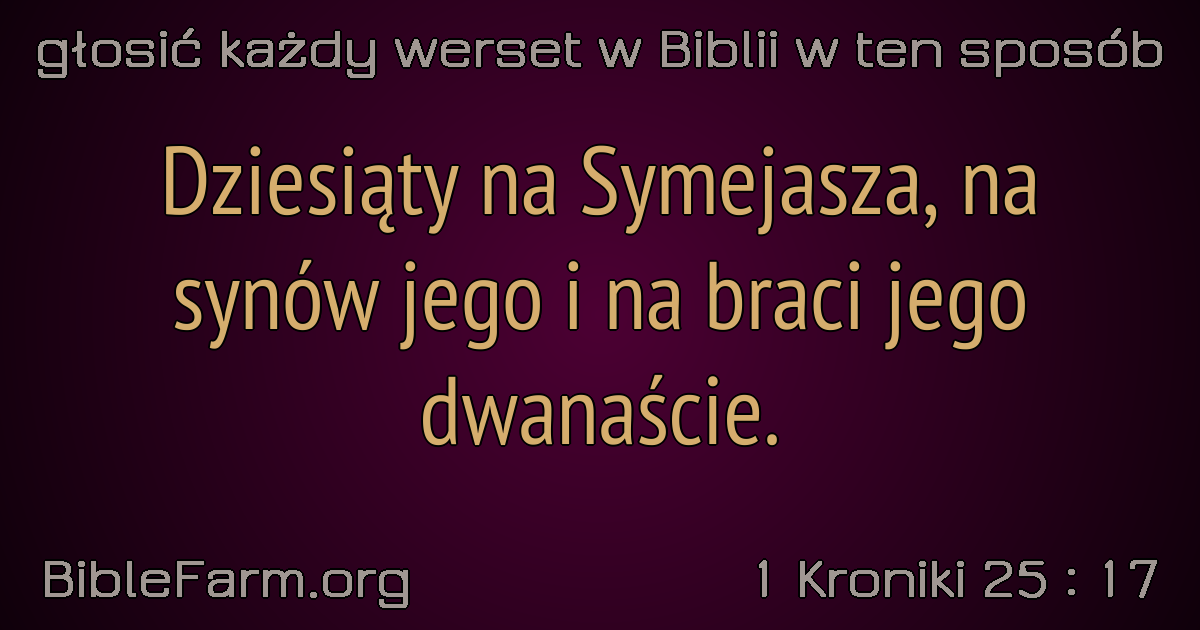 głosić każdy werset w Biblii w ten sposób
Dziesiąty na Symejasza, na
synów jego i na braci jego
dwanaście.
BibleFarm.org
1 Kroniki 25 : 17